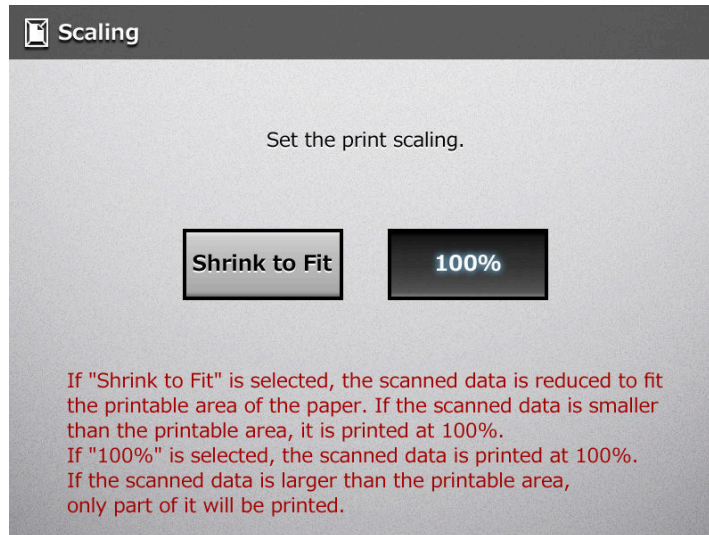 Scaling
Set the print scaling.
Shrink to Fit
100%
If "Shrink to Fit" is selected, the scanned data is reduced to fit
the printable area of the paper. If the scanned data is smaller
than the printable area, it is printed at 100%.
If "100%" is selected, the scanned data is printed at 100%.
If the scanned data is larger than the printable area,
only part of it will be printed.